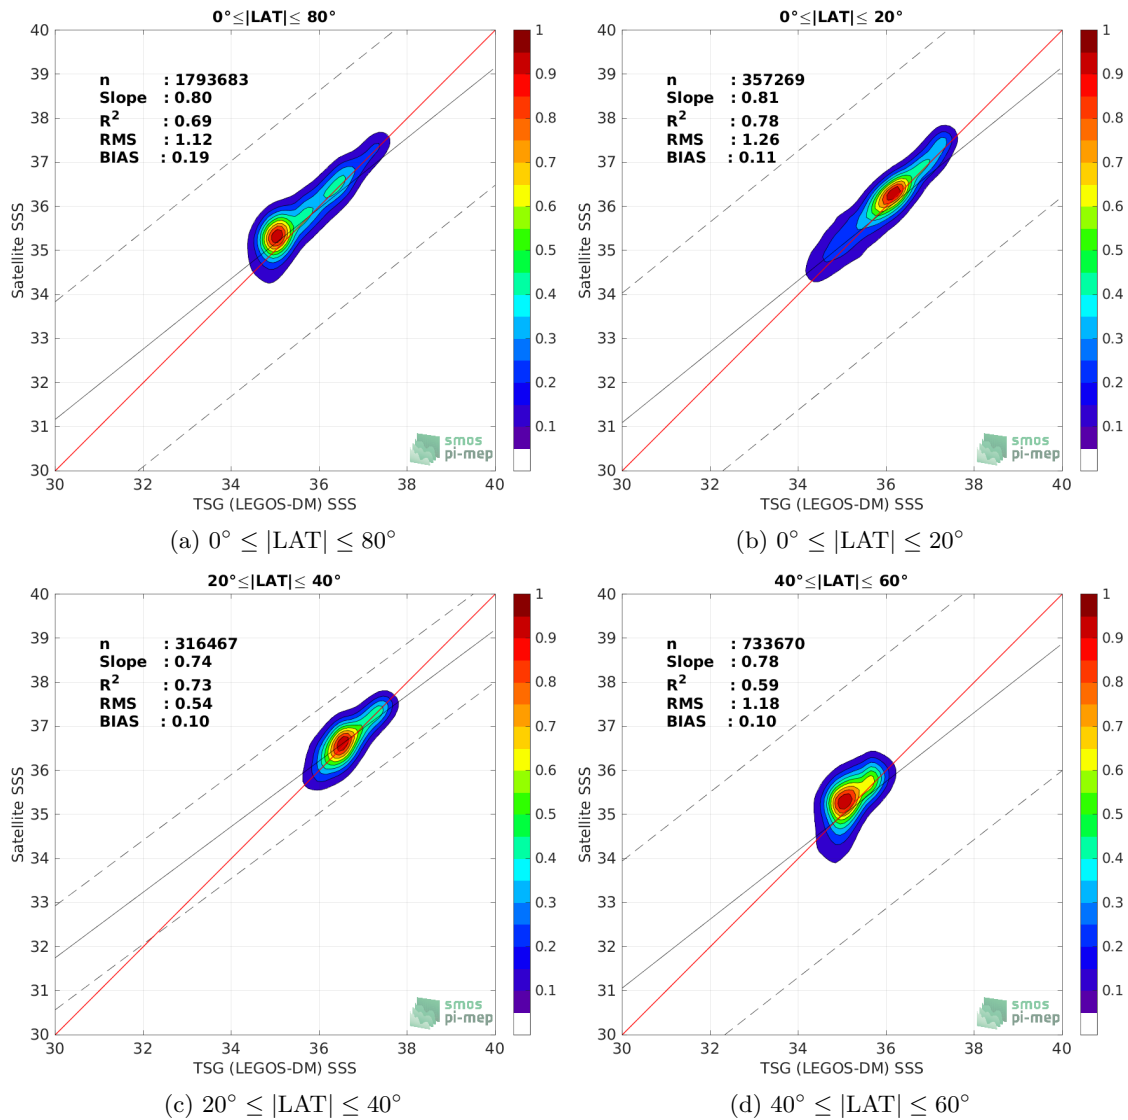 0°≤|LAT|≤ 80°
40
39
38
37
36
35
34
33
32
31
30
Satellite SSS
n : 1793683
Slope : 0.80
R² : 0.69
RMS : 1.12
BIAS : 0.19
1
0.9
0.8
0.7
0.6
0.5
0.4
0.3
0.2
0.1
smos
pi-mep
30 32 34 36 38 40
TSG (LEGOS-DM) SSS
(a) 0° ≤ |LAT| ≤ 80°
0°≤|LAT|≤ 20°
40
39
38
37
36
35
34
33
32
31
30
Satellite SSS
n : 357269
Slope : 0.81
R² : 0.78
RMS : 1.26
BIAS : 0.11
1
0.9
0.8
0.7
0.6
0.5
0.4
0.3
0.2
0.1
smos
pi-mep
30 32 34 36 38 40
TSG (LEGOS-DM) SSS
(b) 0° ≤ |LAT| ≤ 20°
20°≤|LAT|≤ 40°
40
39
38
37
36
35
34
33
32
31
30
Satellite SSS
n : 316467
Slope : 0.74
R² : 0.73
RMS : 0.54
BIAS : 0.10
1
0.9
0.8
0.7
0.6
0.5
0.4
0.3
0.2
0.1
smos
pi-mep
30 32 34 36 38 40
TSG (LEGOS-DM) SSS
(c) 20° ≤ |LAT| ≤ 40°
40°≤|LAT|≤ 60°
40
39
38
37
36
35
34
33
32
31
30
Satellite SSS
n : 733670
Slope : 0.78
R² : 0.59
RMS : 1.18
BIAS : 0.10
1
0.9
0.8
0.7
0.6
0.5
0.4
0.3
0.2
0.1
smos
pi-mep
30 32 34 36 38 40
TSG (LEGOS-DM) SSS
(d) 40° ≤ |LAT| ≤ 60°